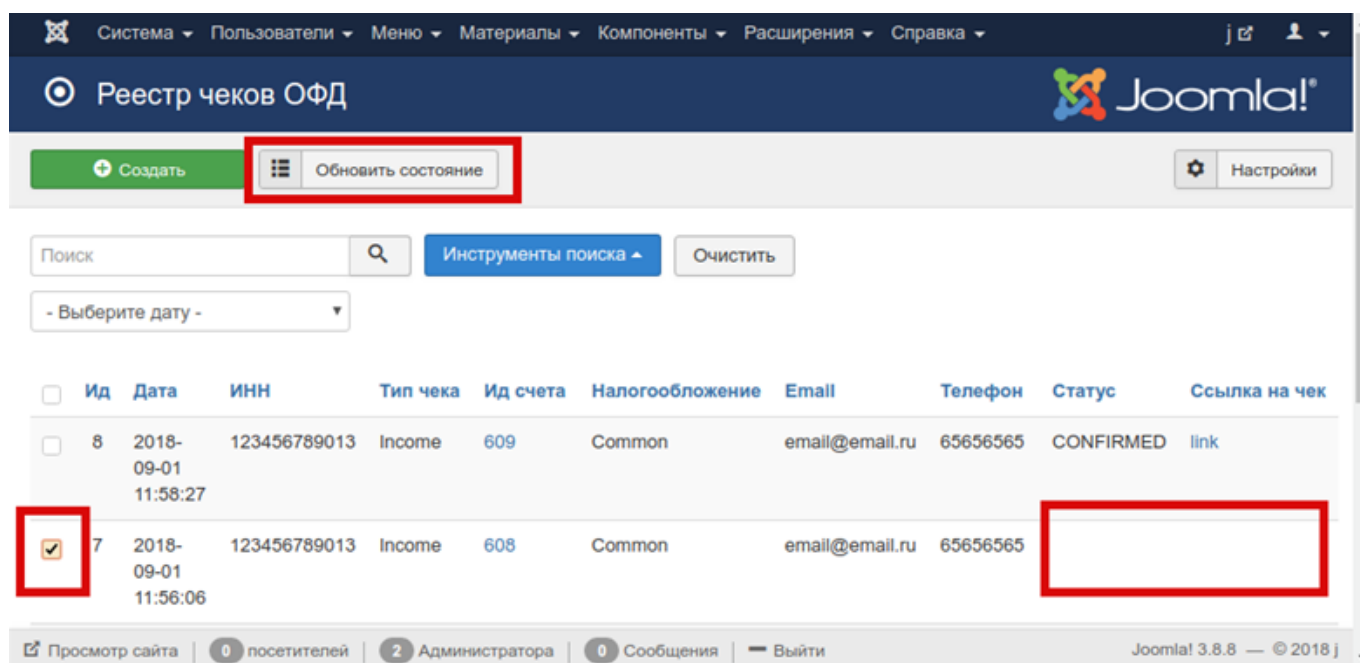 Система Пользователи Меню Материалы Компоненты Расширения Справка j
Реестр чеков ОФД Joomla!®
Создать Обновить состояние Настройки
Поиск Инструменты поиска Очистить
- Выберите дату -
Ид Дата ИНН Тип чека Ид счета Налогообложение Email Телефон Статус Ссылка на чек
8 2018- 123456789013 Income 609 Common email@email.ru 65656565 CONFIRMED link
09-01
11:58:27
7 2018- 123456789013 Income 608 Common email@email.ru 65656565
09-01
11:56:06
Просмотр сайта | 0 посетителей | 2 Администратора | 0 Сообщения | Выйти Joomla! 3.8.8 — © 2018 j